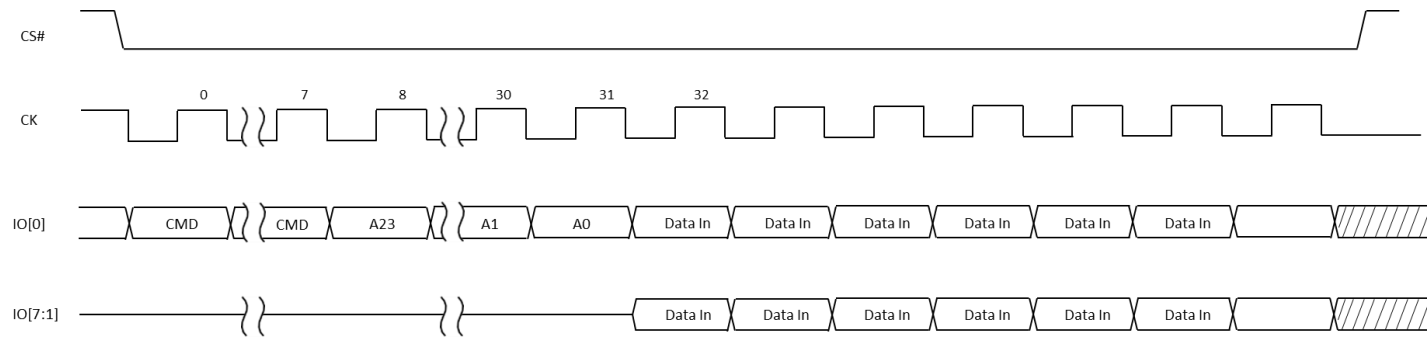 CS#
0 7 8 30 31 32
CK
IO[0] CMD CMD A23 A1 A0 Data In Data In Data In Data In Data In Data In
IO[7:1] Data In Data In Data In Data In Data In Data In